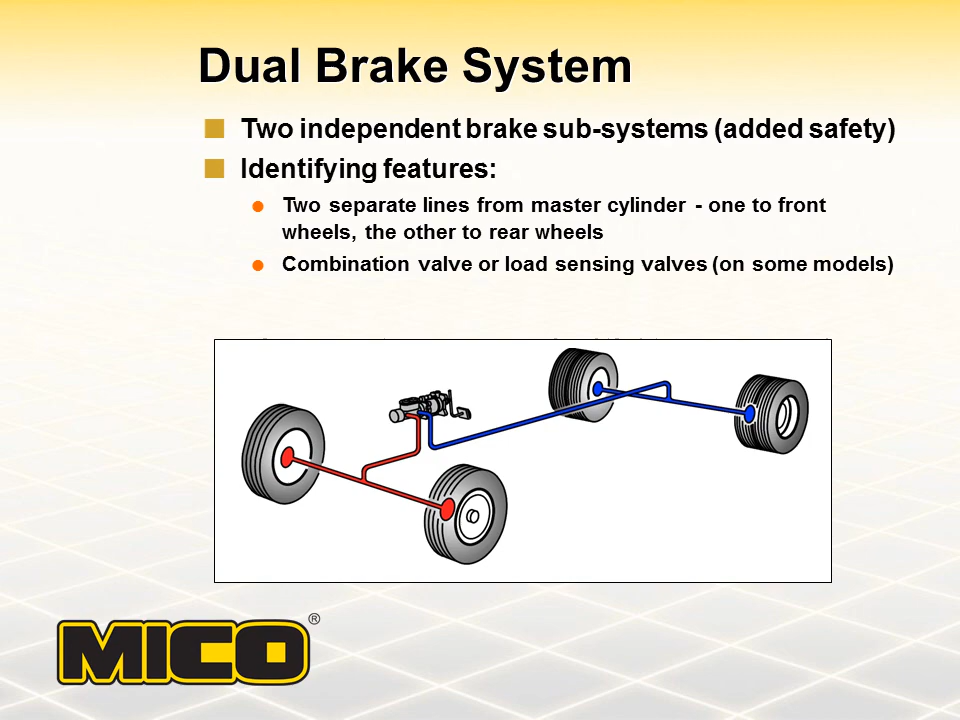 Dual Brake System
Two independent brake sub-systems (added safety)
Identifying features:
Two separate lines from master cylinder - one to front
wheels, the other to rear wheels
Combination valve or load sensing valves (on some models)
MICO®